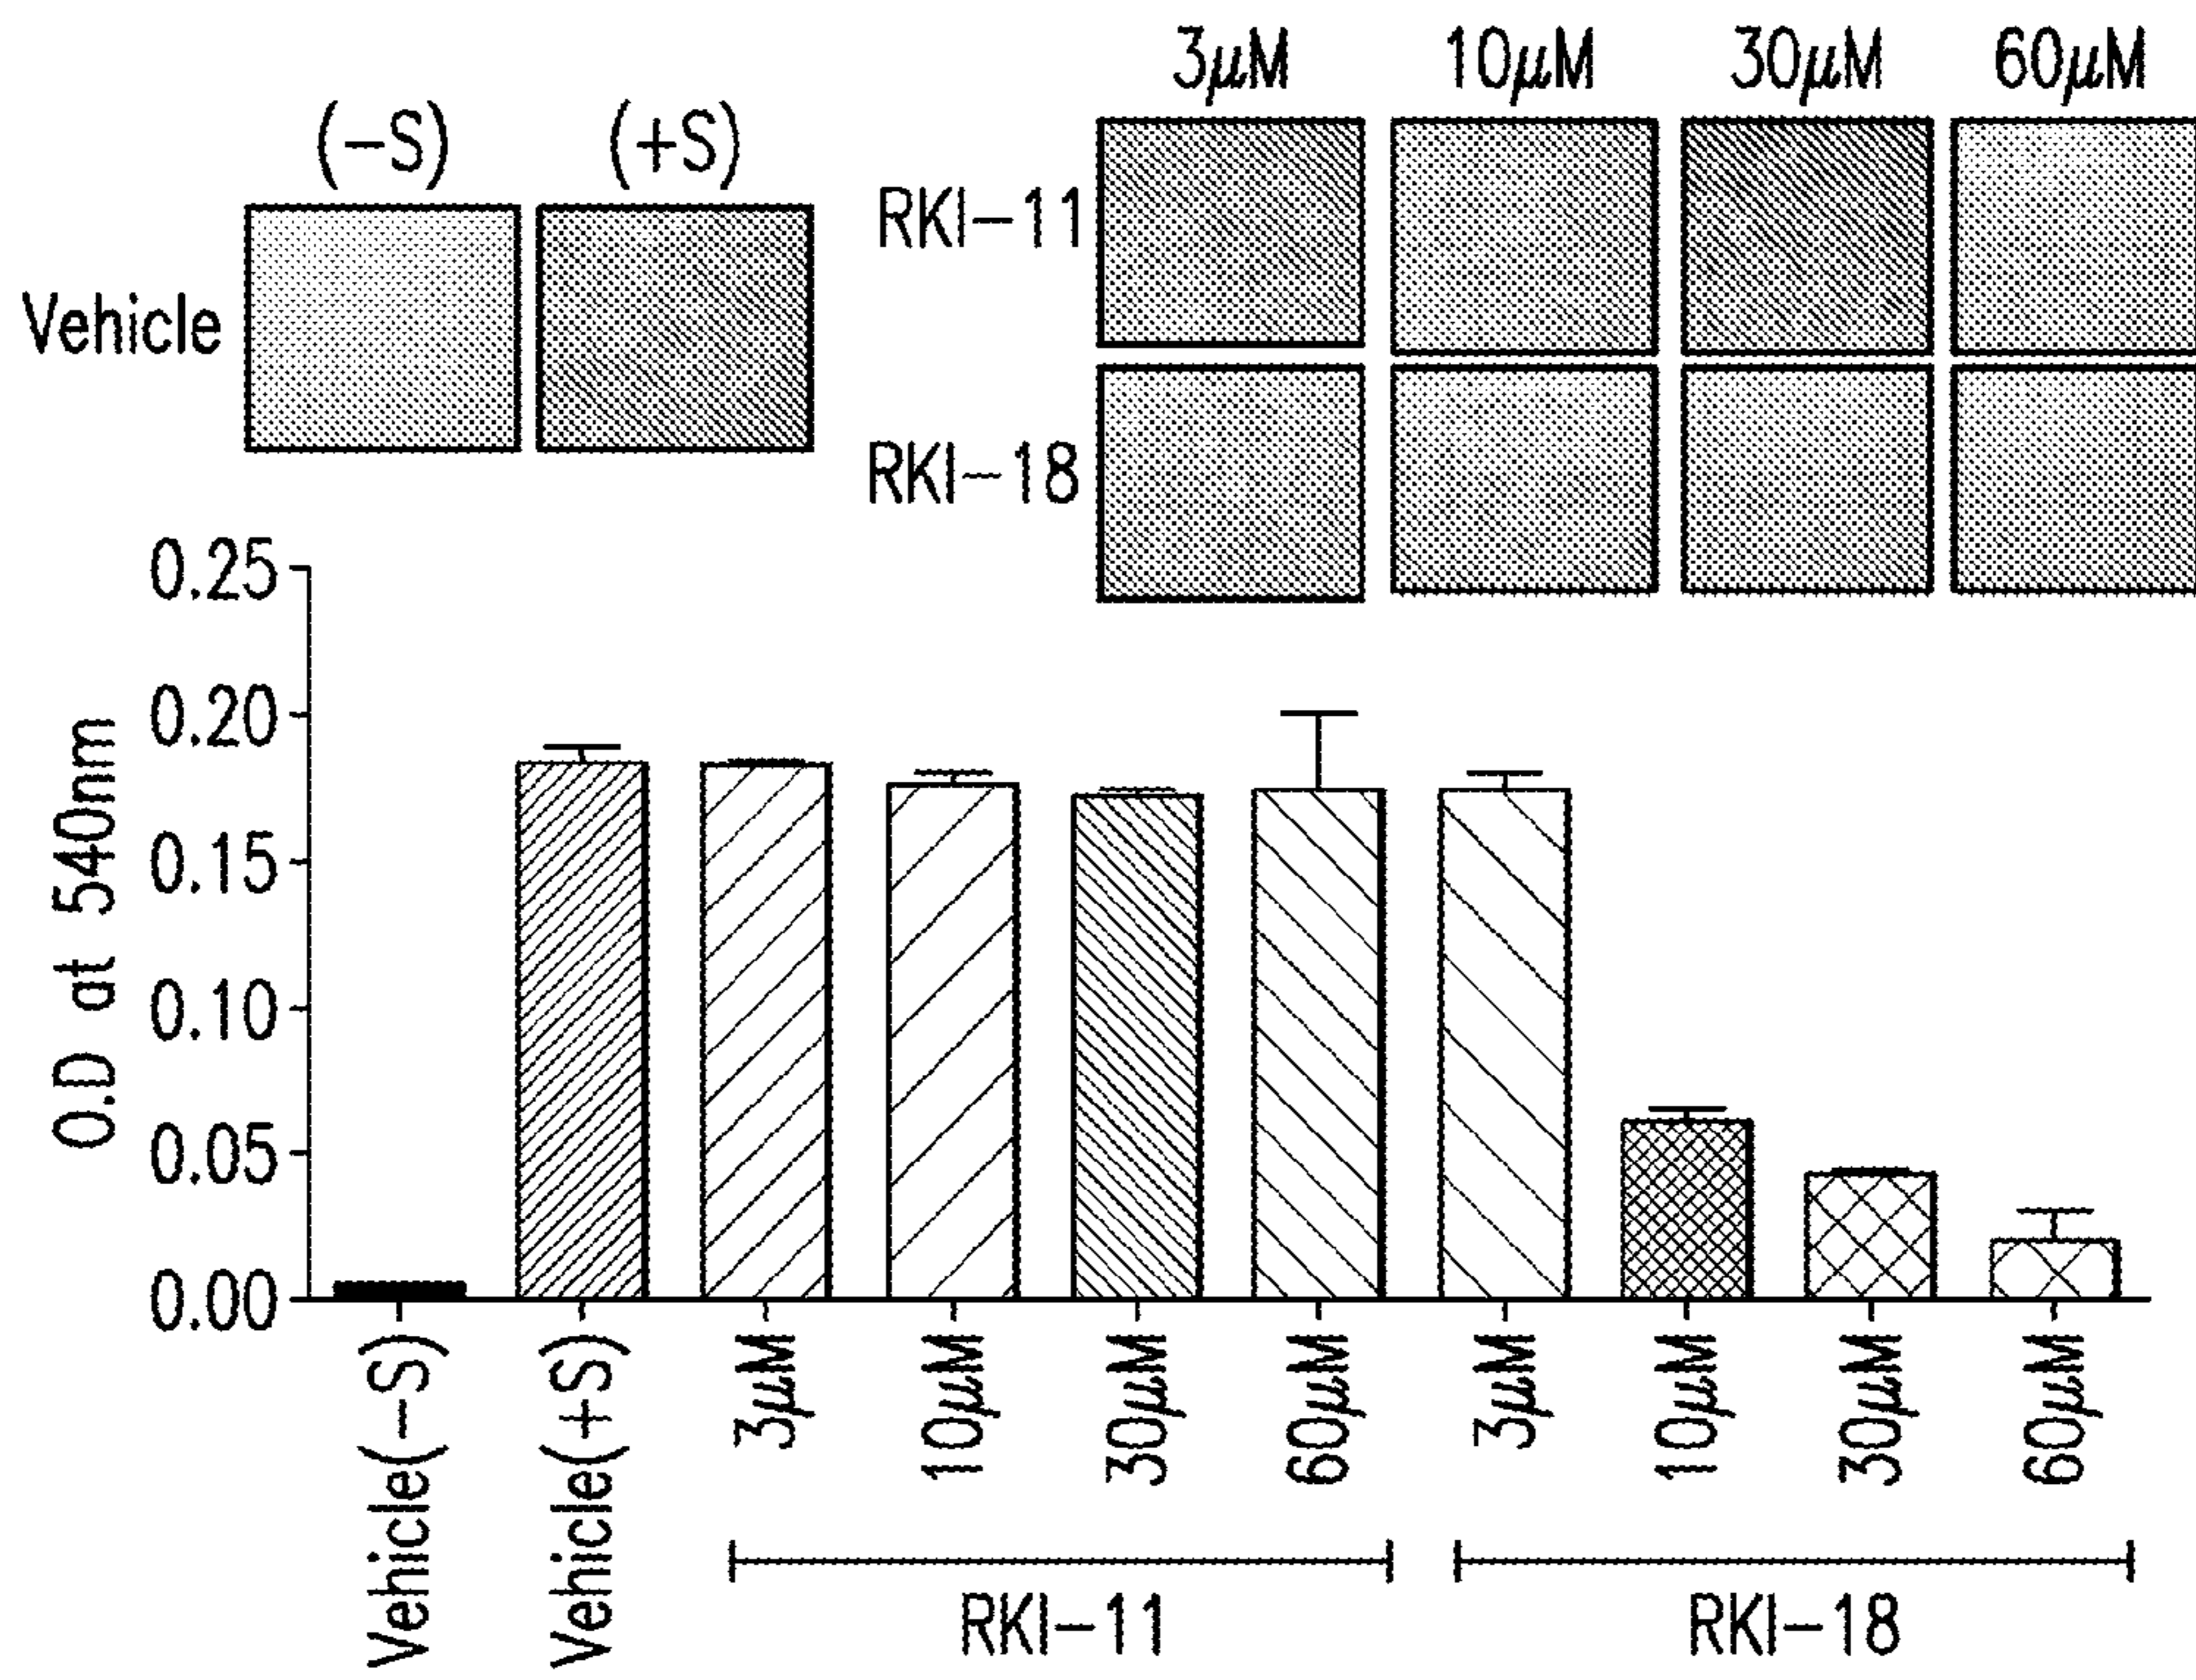 3μM 10μM 30μM 60μM
(-S) (+S)
RKI-11
Vehicle
RKI-18
0.25
0.20
0.15
0.10
0.05
0.00
O.D at 540nm
Vehicle(-S) Vehicle(+S) 3μM 10μM 30μM 60μM 3μM 10μM 30μM 60μM
RKI-11 RKI-18